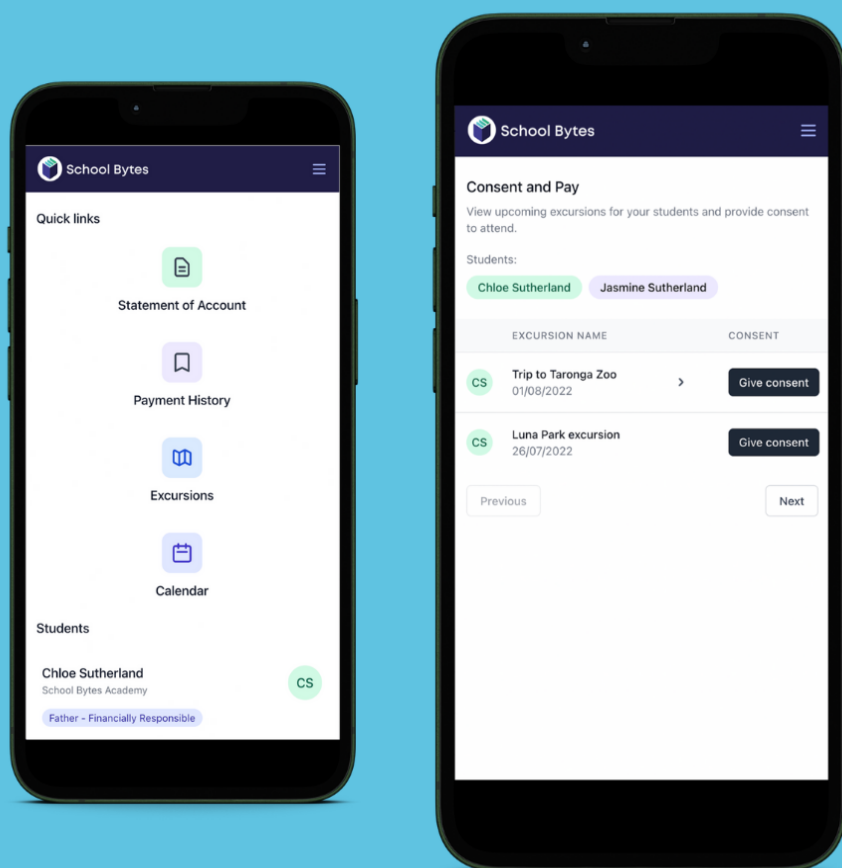 School Bytes
Quick links
Statement of Account
Payment History
Excursions
Calendar
Students
Chloe Sutherland
School Bytes Academy
CS
Father - Financially Responsible
School Bytes
Consent and Pay
View upcoming excursions for your students and provide consent
to attend.
Students:
Chloe Sutherland Jasmine Sutherland
EXCURSION NAME CONSENT
CS Trip to Taronga Zoo Give consent
01/08/2022
CS Luna Park excursion Give consent
26/07/2022
Previous Next